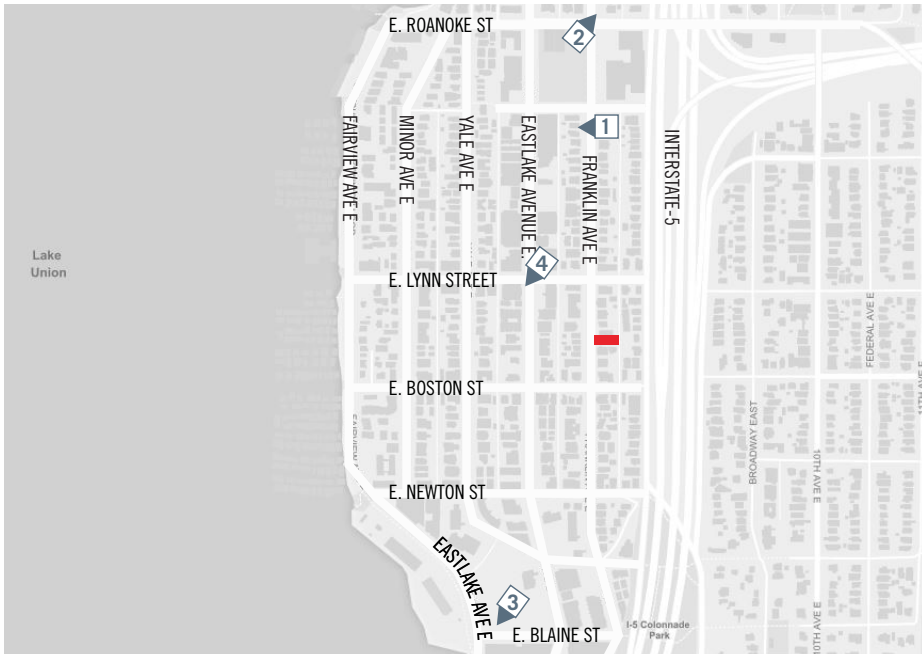 E. ROANOKE ST
2
FAIRVIEW AVE E
MINOR AVE E
YALE AVE E
EASTLAKE AVENUE E.
1
FRANKLIN AVE E
INTERSTATE-5
Lake
Union
4
E. LYNN STREET
FEDERAL AVE E
E. BOSTON ST
BROADWAY EAST
10TH AVE E
11TH AVE E
E. NEWTON ST
EASTLAKE AVE E
3
E. BLAINE ST
I-5 Colonnade
Park
10TH AVE E